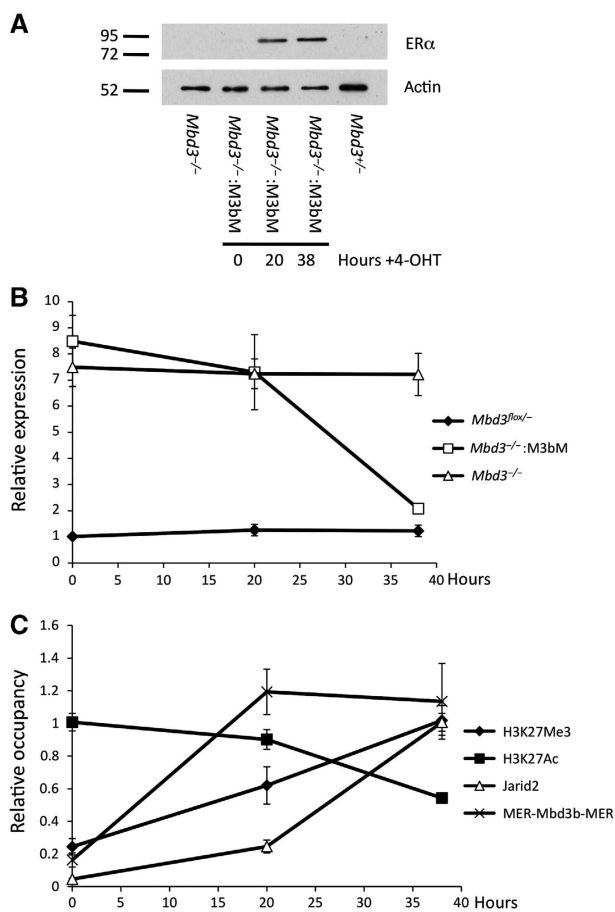 A
95
72
ERα
52
Actin
Mbd3–/–
Mbd3–/–:M3bM
Mbd3–/–:M3bM
Mbd3–/–:M3bM
Mbd3+/–
0 20 38 Hours +4-OHT
B
Relative expression
10
9
8
7
6
5
4
3
2
1
0
0 5 10 15 20 25 30 35 40 Hours
Mbd3flox/–
Mbd3–/– :M3bM
Mbd3–/–
C
Relative occupancy
1.6
1.4
1.2
1
0.8
0.6
0.4
0.2
0
0 5 10 15 20 25 30 35 40 Hours
H3K27Me3
H3K27Ac
Jarid2
MER-Mbd3b-MER